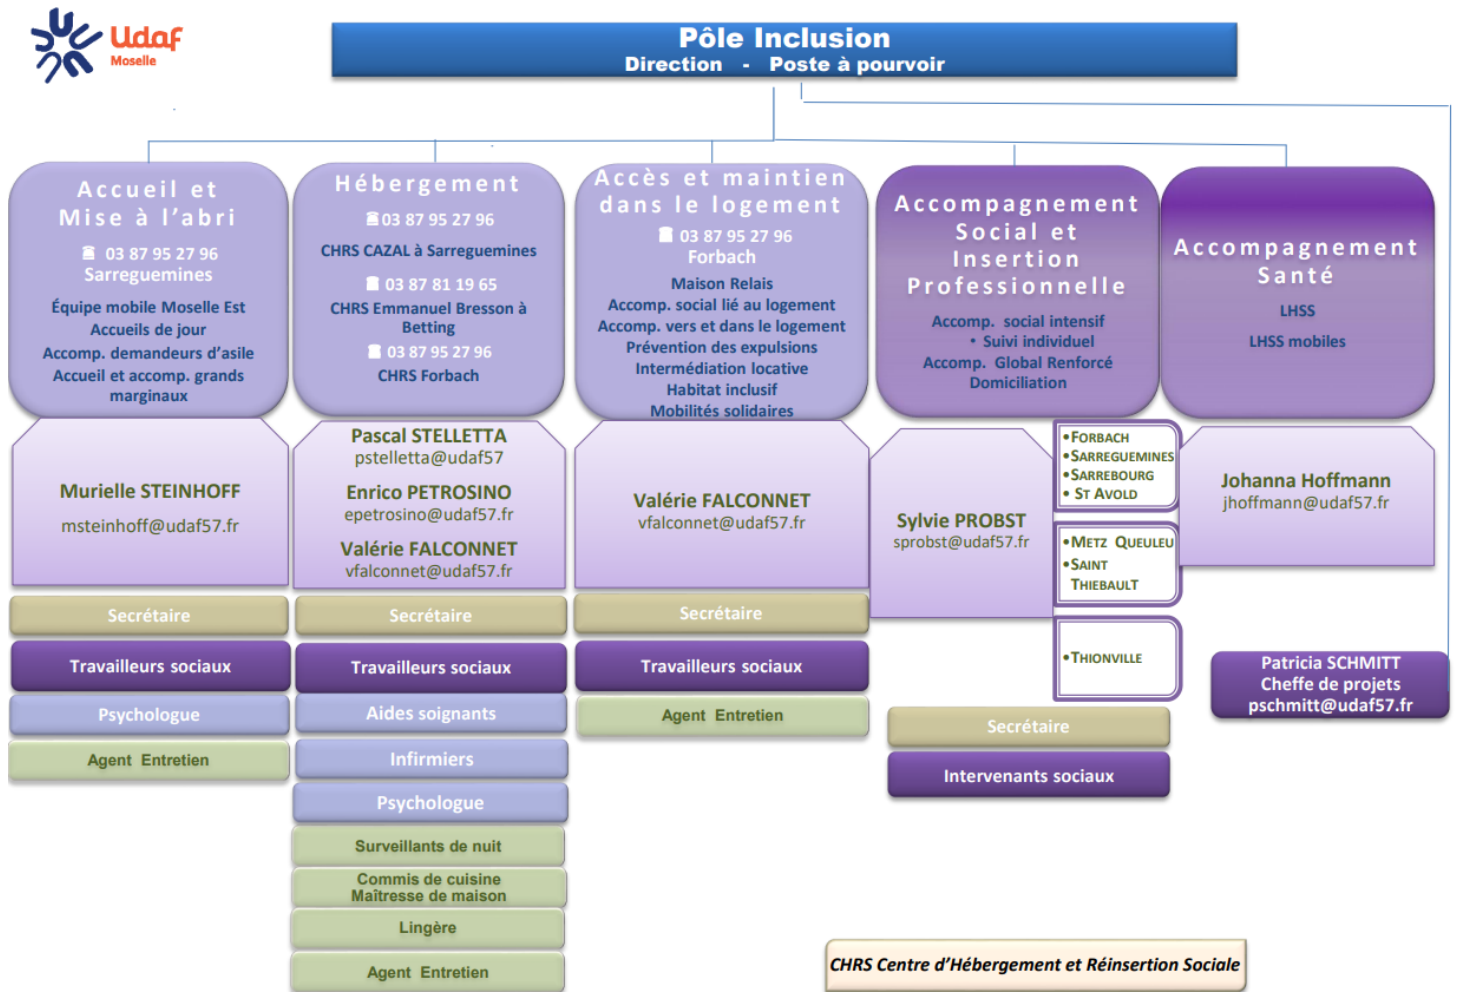 Udaf
Moselle
Pôle Inclusion
Direction - Poste à pourvoir
Accueil et
Mise à l'abri
☎ 03 87 95 27 96
Sarreguemines
Équipe mobile Moselle Est
Accueils de jour
Accomp. demandeurs d'asile
Accueil et accomp. grands
marginaux
Murielle STEINHOFF
msteinhoff@udaf57.fr
Secrétaire
Travailleurs sociaux
Psychologue
Agent Entretien
Hébergement
☎ 03 87 95 27 96
CHRS CAZAL à Sarreguemines
☎ 03 87 81 19 65
CHRS Emmanuel Bresson à
Betting
☎ 03 87 95 27 96
CHRS Forbach
Pascal STELLETTA
pstelletta@udaf57
Enrico PETROSINO
epetrosino@udaf57.fr
Valérie FALCONNET
vfalconnet@udaf57.fr
Secrétaire
Travailleurs sociaux
Aides soignants
Infirmiers
Psychologue
Surveillants de nuit
Commis de cuisine
Maîtresse de maison
Lingère
Agent Entretien
Accès et maintien
dans le logement
☎ 03 87 95 27 96
Forbach
Maison Relais
Accomp. social lié au logement
Accomp. vers et dans le logement
Prévention des expulsions
Intermédiation locative
Habitat inclusif
Mobilités solidaires
Valérie FALCONNET
vfalconnet@udaf57.fr
Secrétaire
Travailleurs sociaux
Agent Entretien
Accompagnement
Social et
Insertion
Professionnelle
Accomp. social intensif
• Suivi individuel
Accomp. Global Renforcé
Domiciliation
Sylvie PROBST
sprobst@udaf57.fr
•FORBACH
•SARREGUEMINES
•SARREBOURG
• ST AVOLD
•METZ QUEULEU
•SAINT
THIEBAULT
•THIONVILLE
Secrétaire
Intervenants sociaux
Accompagnement
Santé
LHSS
LHSS mobiles
Johanna Hoffmann
jhoffmann@udaf57.fr
Patricia SCHMITT
Cheffe de projets
pschmitt@udaf57.fr
CHRS Centre d'Hébergement et Réinsertion Sociale